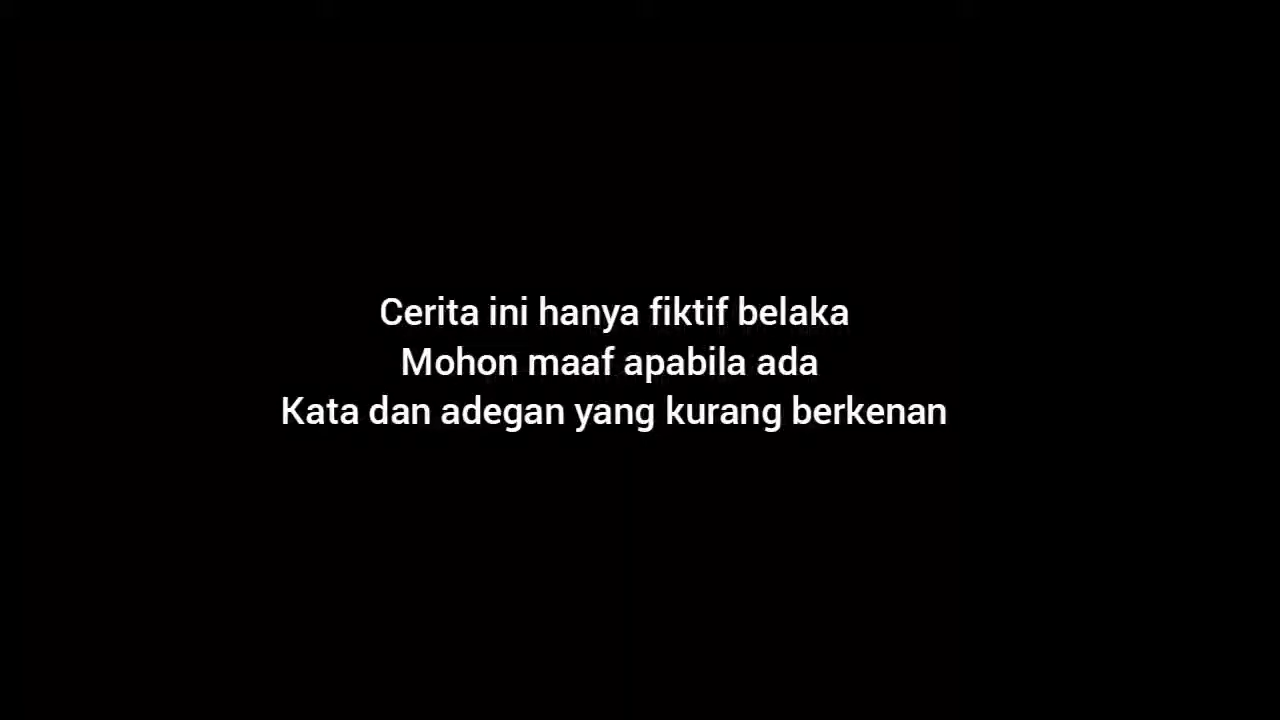 Cerita ini hanya fiktif belaka
Mohon maaf apabila ada
Kata dan adegan yang kurang berkenan